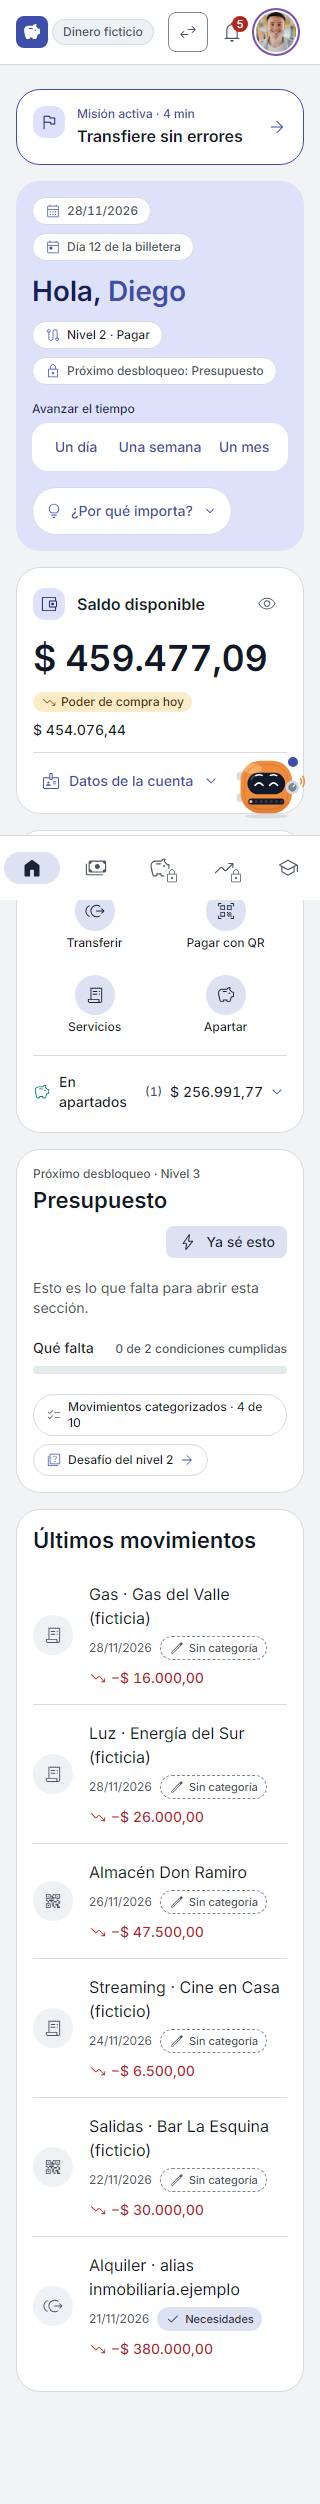 Dinero ficticio
5
Misión activa · 4 min
Transfiere sin errores
28/11/2026
Día 12 de la billetera
Hola, Diego
Nivel 2 · Pagar
Próximo desbloqueo: Presupuesto
Avanzar el tiempo
Un día Una semana Un mes
¿Por qué importa?
Saldo disponible
$ 459.477,09
Poder de compra hoy
$ 454.076,44
Datos de la cuenta
Transferir Pagar con QR
Servicios Apartar
En
apartados (1) $ 256.991,77
Próximo desbloqueo · Nivel 3
Presupuesto
Ya sé esto
Esto es lo que falta para abrir esta
sección.
Qué falta 0 de 2 condiciones cumplidas
Movimientos categorizados · 4 de
10
Desafío del nivel 2
Últimos movimientos
Gas · Gas del Valle
(ficticia)
28/11/2026 Sin categoría
−$ 16.000,00
Luz · Energía del Sur
(ficticia)
28/11/2026 Sin categoría
−$ 26.000,00
Almacén Don Ramiro
26/11/2026 Sin categoría
−$ 47.500,00
Streaming · Cine en Casa
(ficticio)
24/11/2026 Sin categoría
−$ 6.500,00
Salidas · Bar La Esquina
(ficticio)
22/11/2026 Sin categoría
−$ 30.000,00
Alquiler · alias
inmobiliaria.ejemplo
21/11/2026 Necesidades
−$ 380.000,00